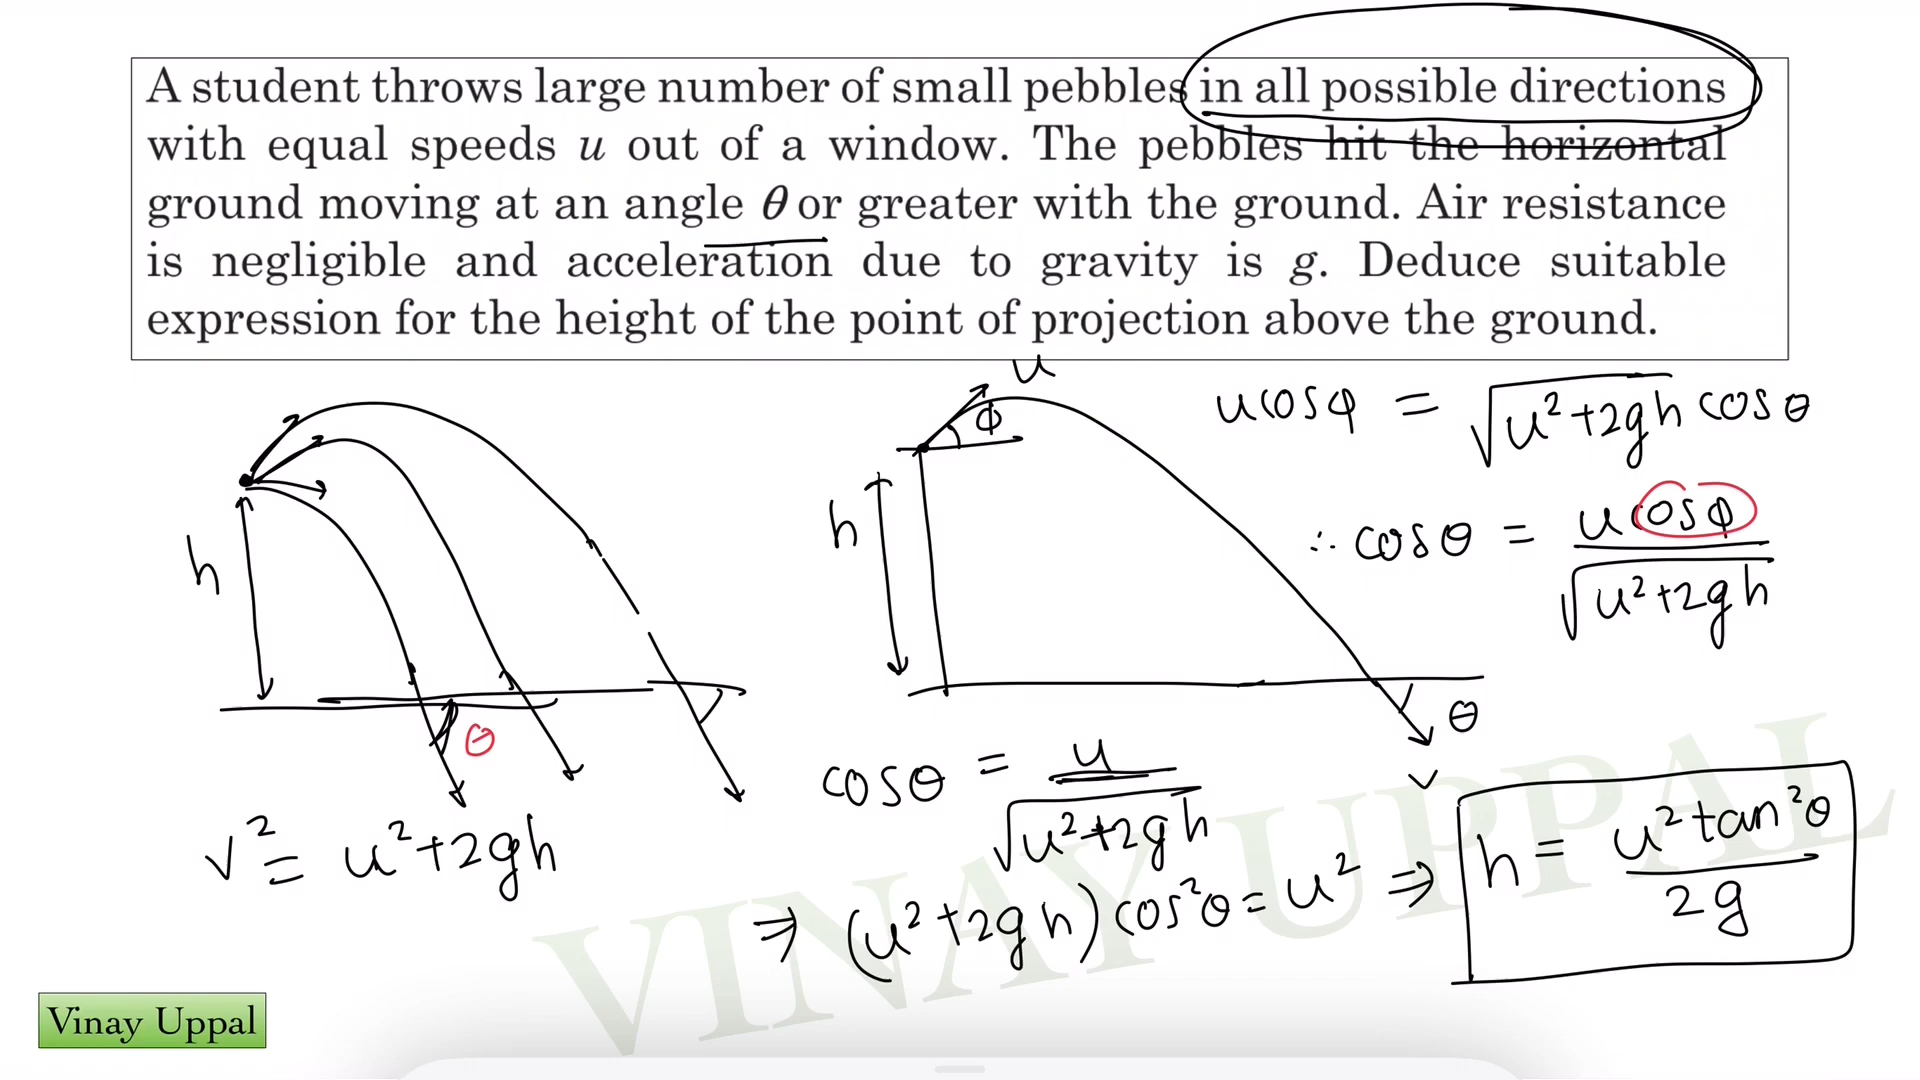 A student throws large number of small pebbles in all possible directions
with equal speeds u out of a window. The pebbles hit the horizontal
ground moving at an angle θ or greater with the ground. Air resistance
is negligible and acceleration due to gravity is g. Deduce suitable
expression for the height of the point of projection above the ground.
h
θ
v² = u²+2gh
u
ϕ
h
θ
v
u cosφ = √(u²+2gh) cosθ
∴ cosθ = u cosφ / √(u²+2gh)
cosθ = u / √(u²+2gh)
⇒ (u²+2gh) cos²θ = u² ⇒ h = u² tan²θ / 2g
VINAY UPPAL
Vinay Uppal